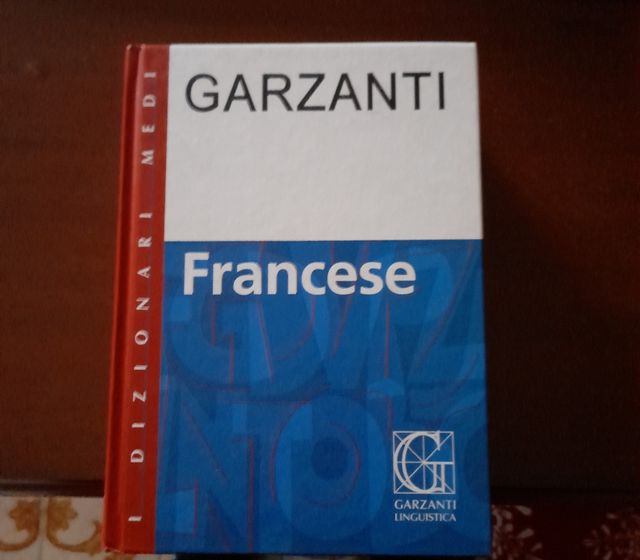 I DIZIONARI MEDI
GARZANTI
Francese
G
GARZANTI
LINGUISTICA